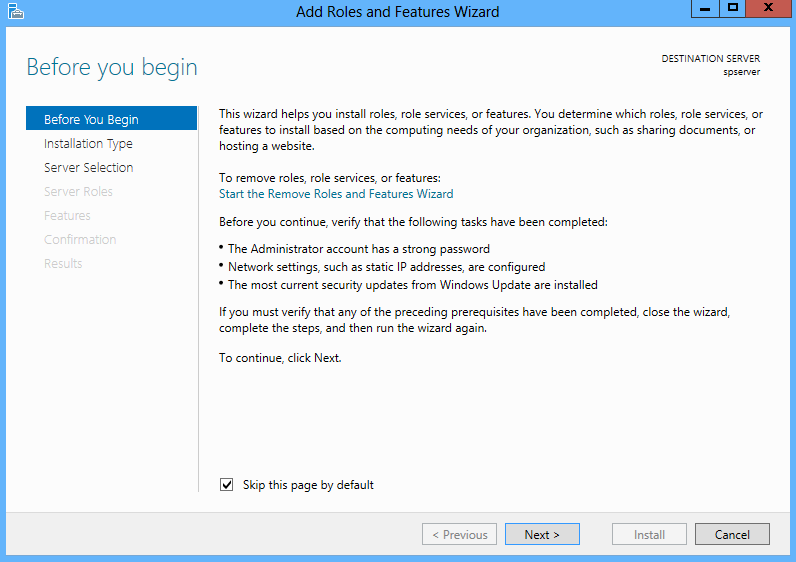 Add Roles and Features Wizard
Before you begin
DESTINATION SERVER
spserver
Before You Begin
Installation Type
Server Selection
Server Roles
Features
Confirmation
Results
This wizard helps you install roles, role services, or features. You determine which roles, role services, or
features to install based on the computing needs of your organization, such as sharing documents, or
hosting a website.
To remove roles, role services, or features:
Start the Remove Roles and Features Wizard
Before you continue, verify that the following tasks have been completed:
• The Administrator account has a strong password
• Network settings, such as static IP addresses, are configured
• The most current security updates from Windows Update are installed
If you must verify that any of the preceding prerequisites have been completed, close the wizard,
complete the steps, and then run the wizard again.
To continue, click Next.
Skip this page by default
< Previous
Next >
Install
Cancel